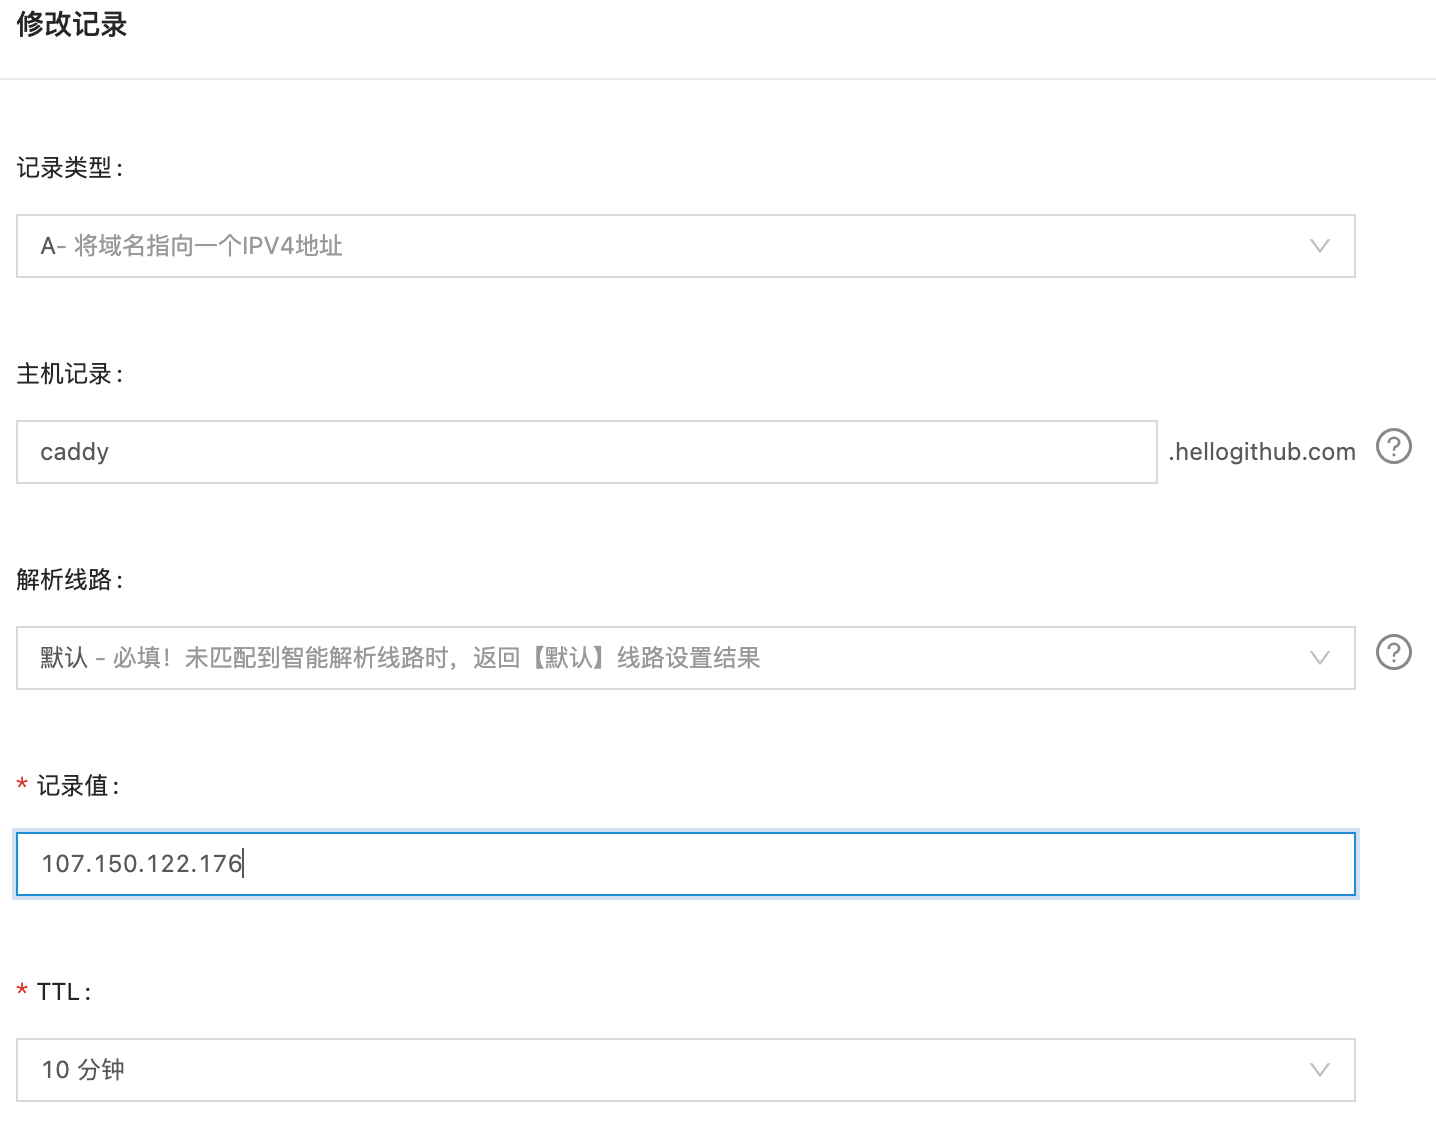 修改记录
记录类型:
A- 将域名指向一个IPV4地址
主机记录:
caddy .hellogithub.com ?
解析线路:
默认 - 必填！未匹配到智能解析线路时，返回【默认】线路设置结果 ?
* 记录值:
107.150.122.176
* TTL:
10 分钟